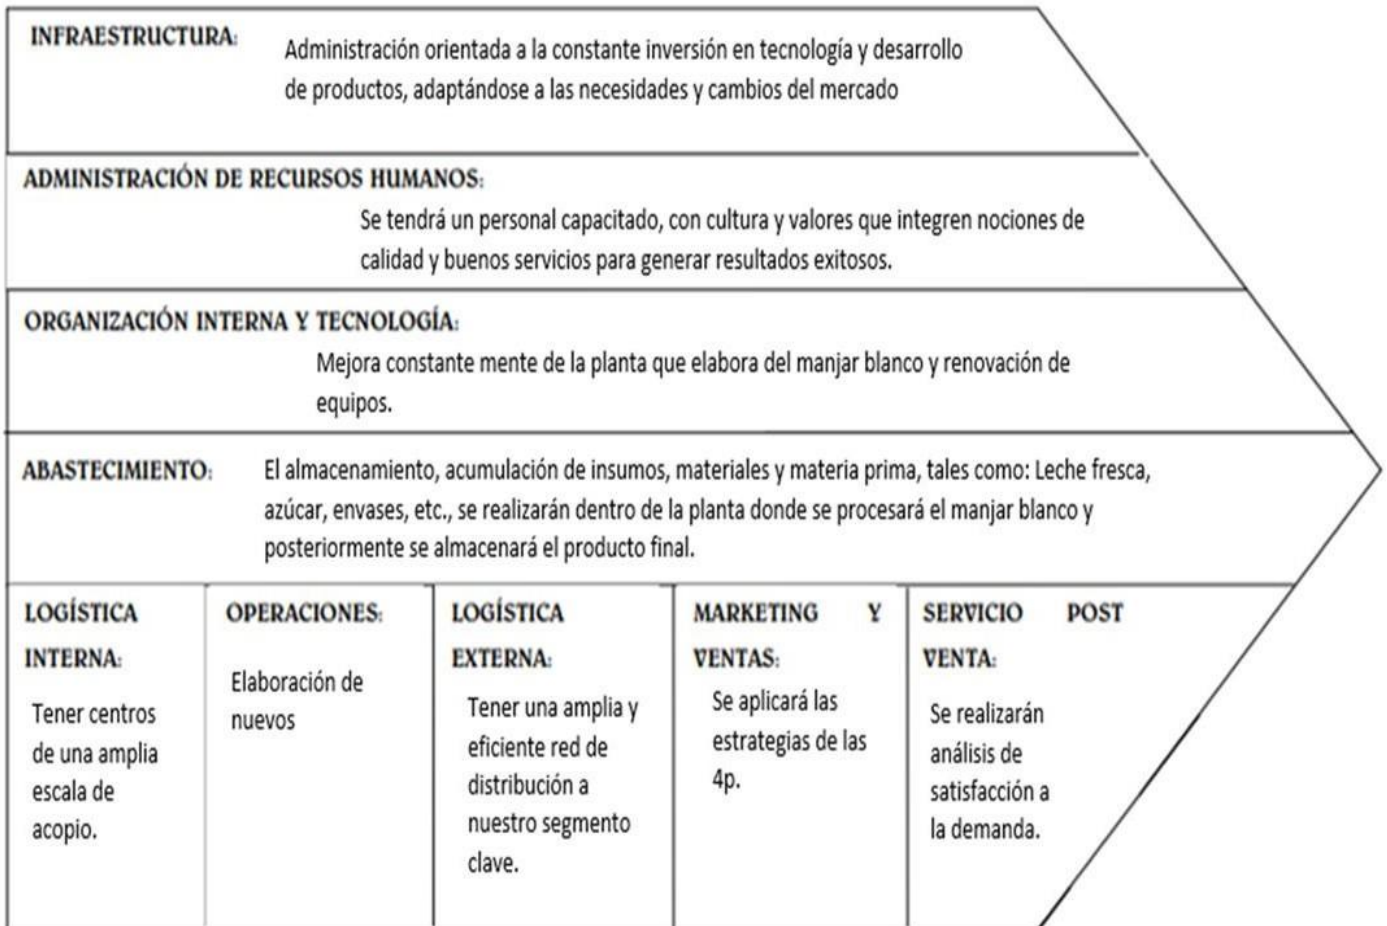 INFRAESTRUCTURA:
Administración orientada a la constante inversión en tecnología y desarrollo
de productos, adaptándose a las necesidades y cambios del mercado
ADMINISTRACIÓN DE RECURSOS HUMANOS:
Se tendrá un personal capacitado, con cultura y valores que integren nociones de
calidad y buenos servicios para generar resultados exitosos.
ORGANIZACIÓN INTERNA Y TECNOLOGÍA:
Mejora constante mente de la planta que elabora del manjar blanco y renovación de
equipos.
ABASTECIMIENTO:
El almacenamiento, acumulación de insumos, materiales y materia prima, tales como: Leche fresca,
azúcar, envases, etc., se realizarán dentro de la planta donde se procesará el manjar blanco y
posteriormente se almacenará el producto final.
LOGÍSTICA
INTERNA:
Tener centros
de una amplia
escala de
acopio.
OPERACIONES:
Elaboración de
nuevos
LOGÍSTICA
EXTERNA:
Tener una amplia y
eficiente red de
distribución a
nuestro segmento
clave.
MARKETING Y
VENTAS:
Se aplicará las
estrategias de las
4p.
SERVICIO POST
VENTA:
Se realizarán
análisis de
satisfacción a
la demanda.